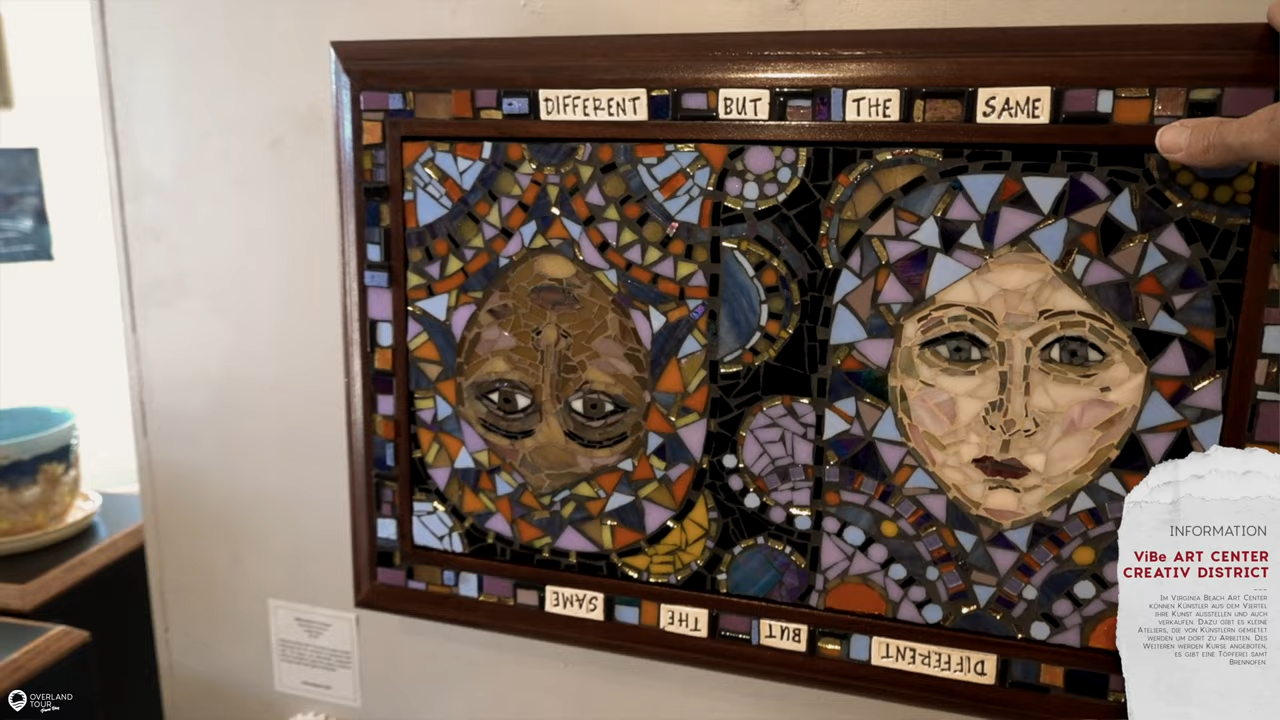 DIFFERENT BUT THE SAME
SAME THE BUT DIFFERENT
INFORMATION
ViBe ART CENTER
CREATIV DISTRICT
---
Im Virginia Beach Art Center
können Künstler aus dem Viertel
ihre Kunst ausstellen und auch
verkaufen. Dazu gibt es kleine
Ateliers, die von Künstlern gemietet
werden um dort zu Arbeiten. Des
Weiteren werden Kurse angeboten,
es gibt eine Töpferei samt
Brennofen.
OVERLAND
TOUR